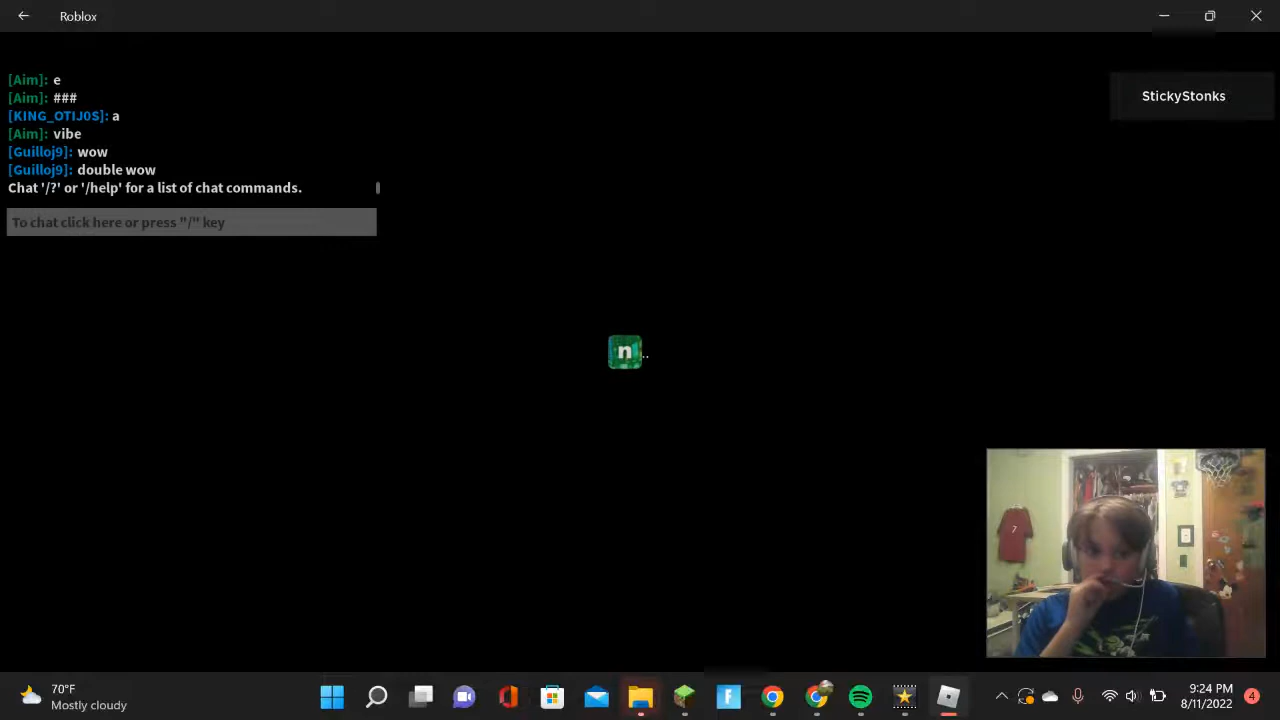 Roblox
[Aim]: e
[Aim]: ###
[KING_OTIJ0S]: a
[Aim]: vibe
[Guilloj9]: wow
[Guilloj9]: double wow
Chat '/?' or '/help' for a list of chat commands.
To chat click here or press "/" key
StickyStonks
n..
7
70°F
Mostly cloudy
9:24 PM
8/11/2022
4